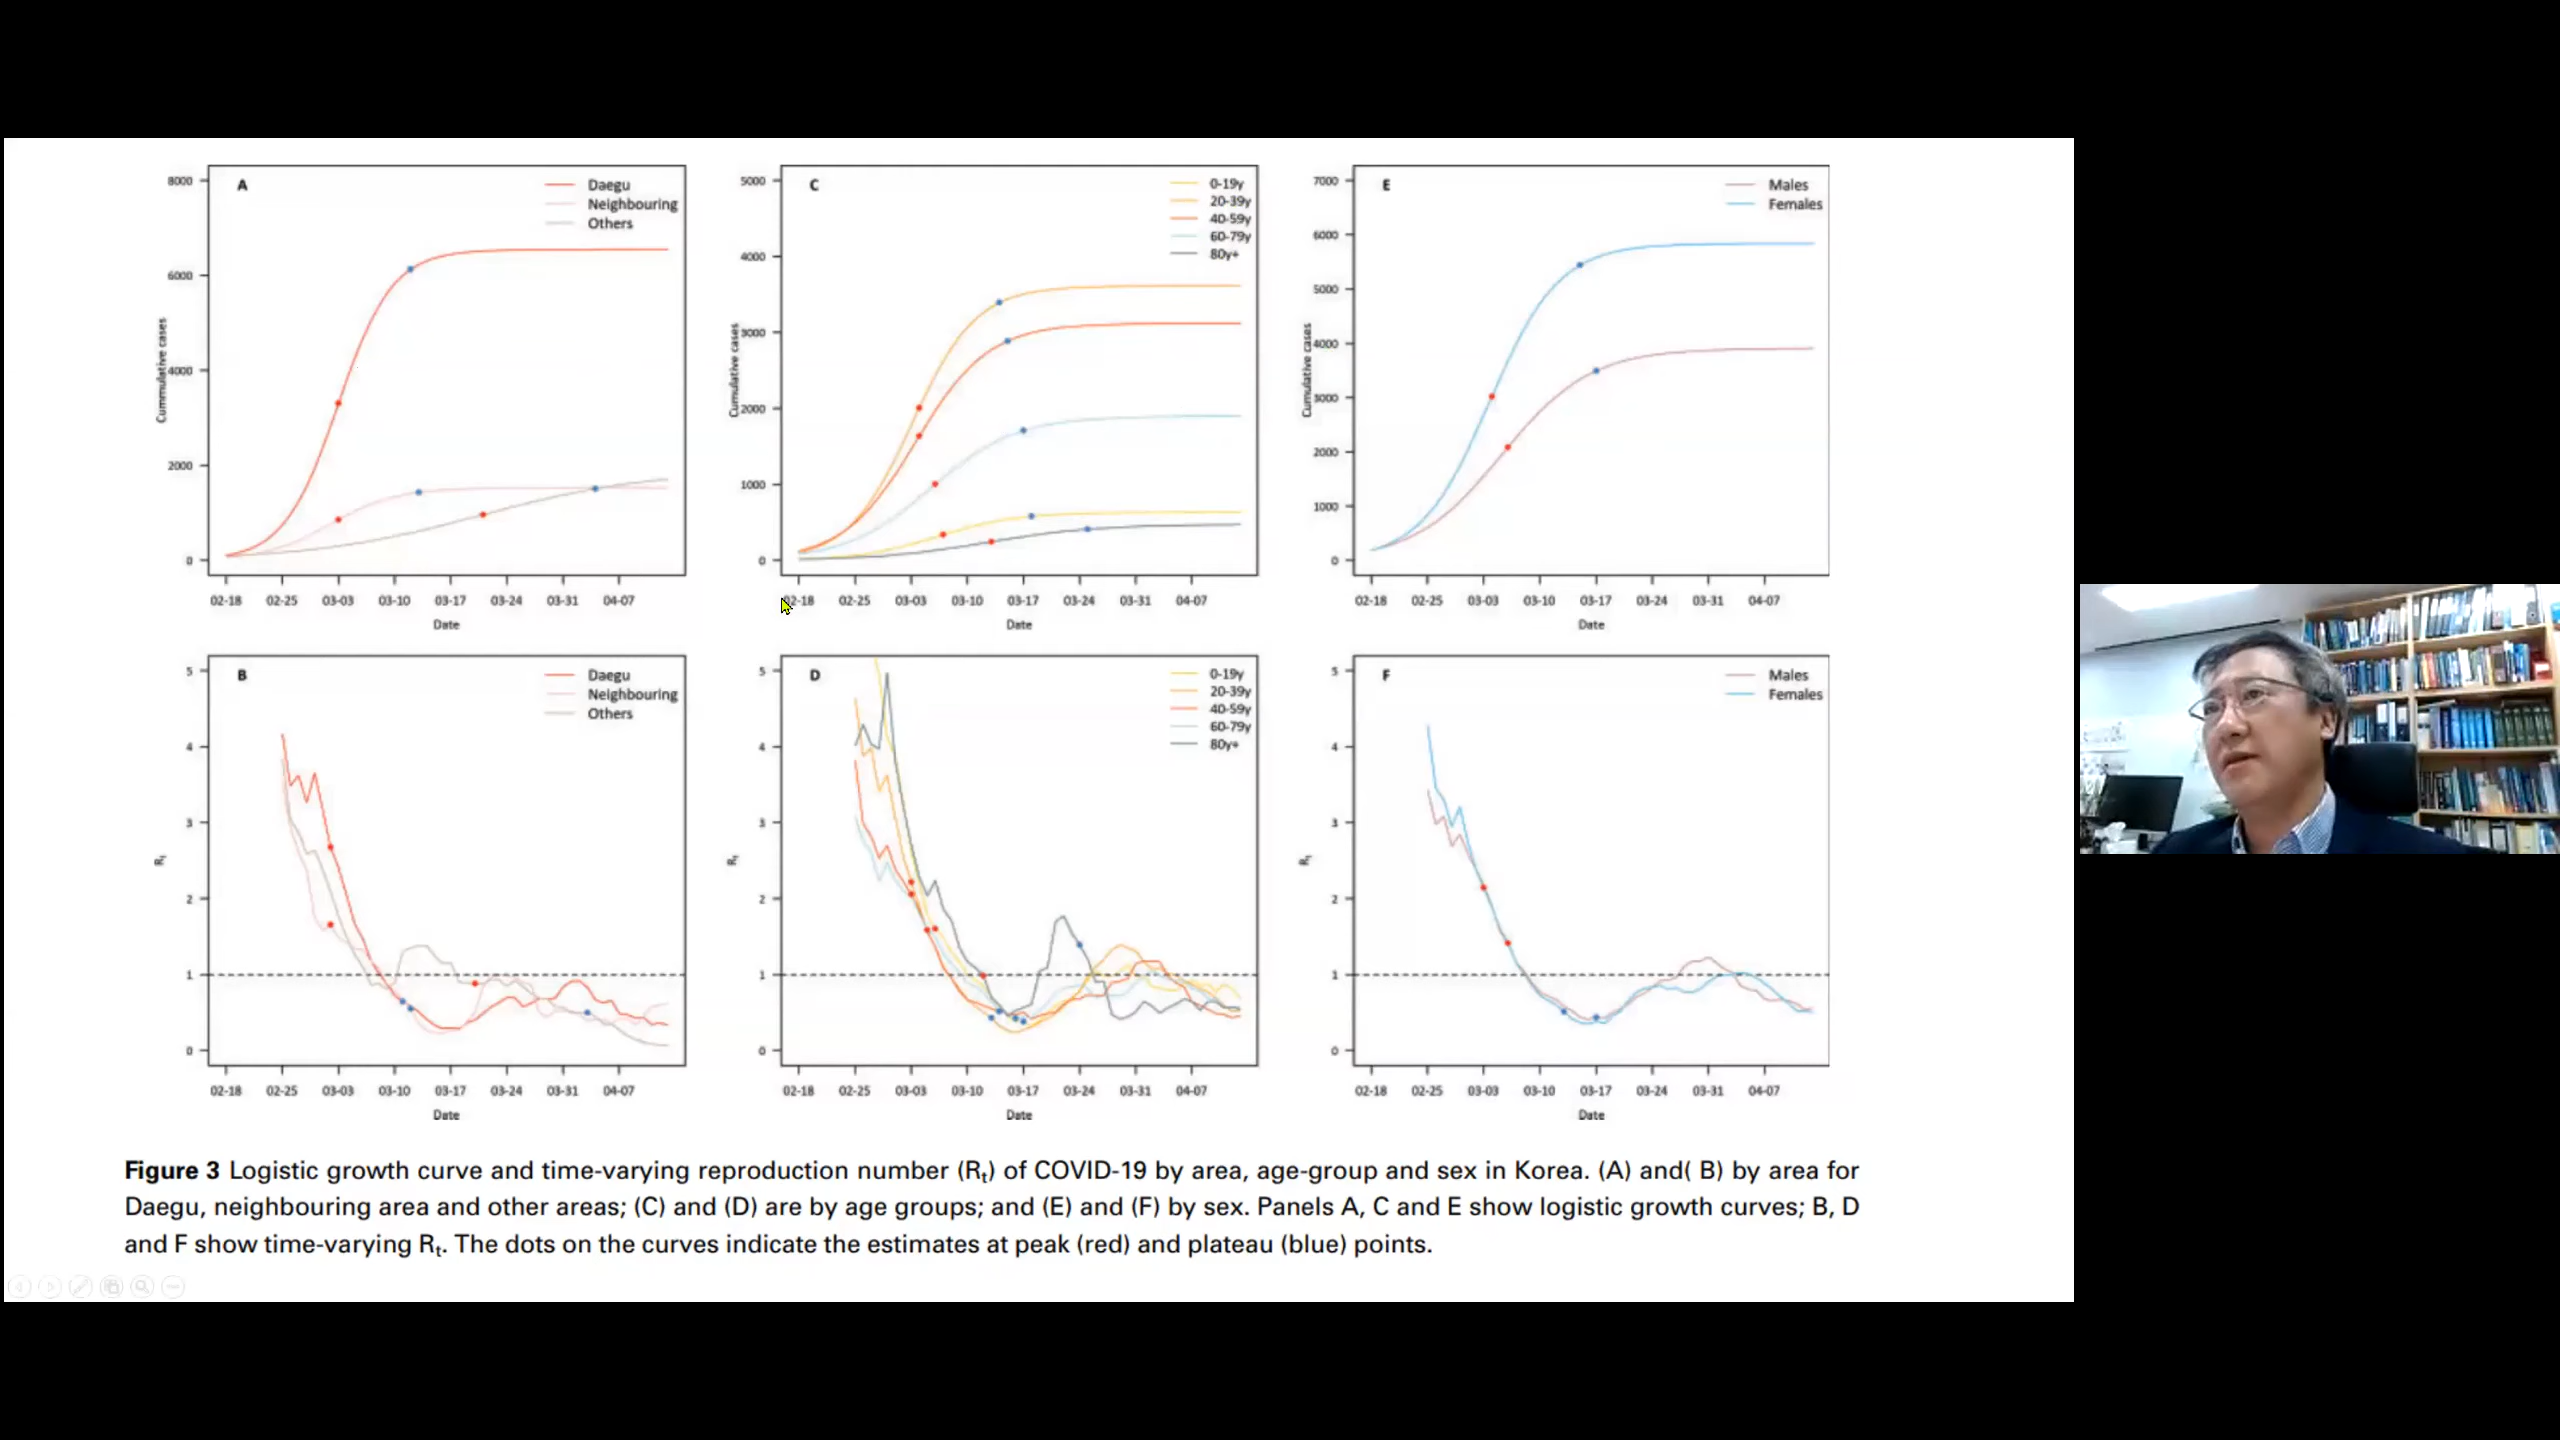 A
Daegu
Neighbouring
Others
8000
6000
4000
2000
0
Cummulative cases
02-18 02-25 03-03 03-10 03-17 03-24 03-31 04-07
Date
C
0-19y
20-39y
40-59y
60-79y
80y+
5000
4000
3000
2000
1000
0
Cumulative cases
02-18 02-25 03-03 03-10 03-17 03-24 03-31 04-07
Date
E
Males
Females
7000
6000
5000
4000
3000
2000
1000
0
Cumulative cases
02-18 02-25 03-03 03-10 03-17 03-24 03-31 04-07
Date
B
Daegu
Neighbouring
Others
5
4
3
2
1
0
Rt
02-18 02-25 03-03 03-10 03-17 03-24 03-31 04-07
Date
D
0-19y
20-39y
40-59y
60-79y
80y+
5
4
3
2
1
0
Rt
02-18 02-25 03-03 03-10 03-17 03-24 03-31 04-07
Date
F
Males
Females
5
4
3
2
1
0
Rt
02-18 02-25 03-03 03-10 03-17 03-24 03-31 04-07
Date
Figure 3 Logistic growth curve and time-varying reproduction number (Rt) of COVID-19 by area, age-group and sex in Korea. (A) and( B) by area for
Daegu, neighbouring area and other areas; (C) and (D) are by age groups; and (E) and (F) by sex. Panels A, C and E show logistic growth curves; B, D
and F show time-varying Rt. The dots on the curves indicate the estimates at peak (red) and plateau (blue) points.